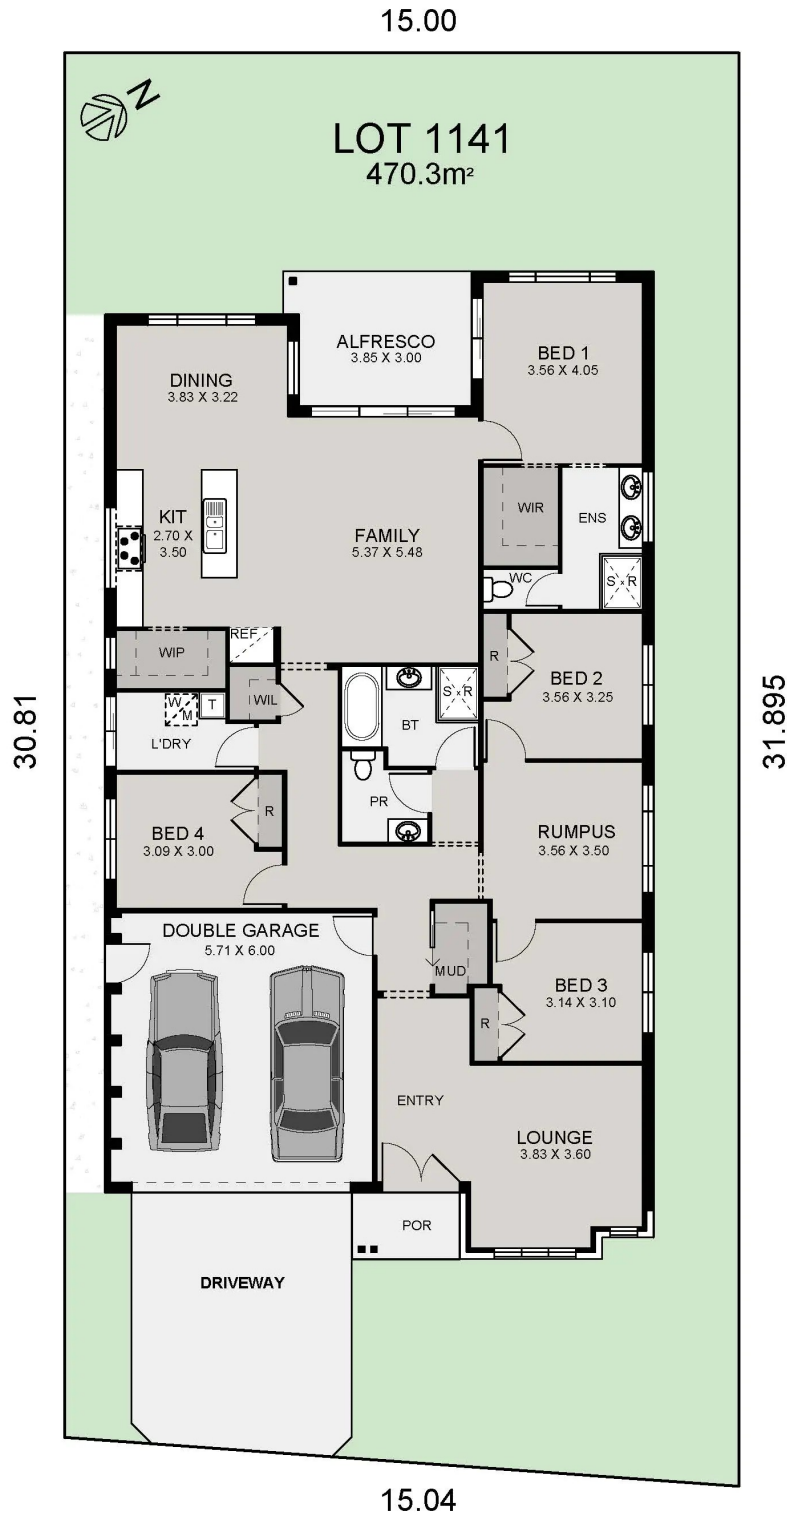 15.00
N
LOT 1141
470.3m²
ALFRESCO
3.85 X 3.00
BED 1
3.56 X 4.05
DINING
3.83 X 3.22
KIT
2.70 X
3.50
FAMILY
5.37 X 5.48
WIR
ENS
WC
S x R
REF
WIP
R
BED 2
3.56 X 3.25
WIL
W
M
T
L'DRY
S x R
BT
30.81
31.895
PR
BED 4
3.09 X 3.00
R
RUMPUS
3.56 X 3.50
DOUBLE GARAGE
5.71 X 6.00
MUD
BED 3
3.14 X 3.10
R
ENTRY
LOUNGE
3.83 X 3.60
POR
DRIVEWAY
15.04